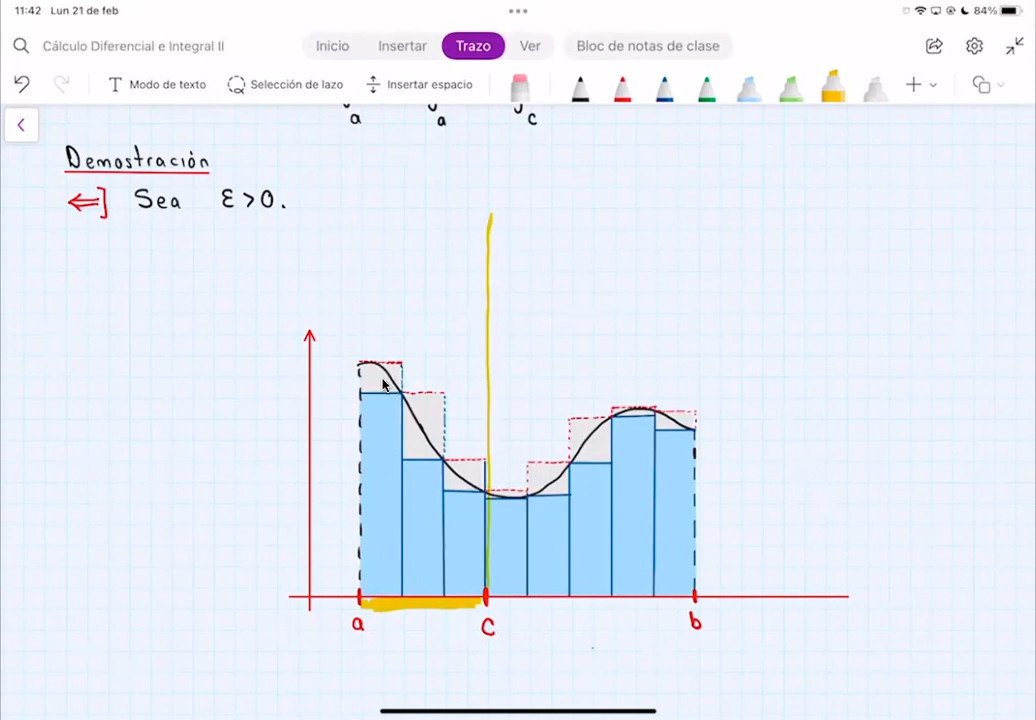 11:42 Lun 21 de feb 84%
Cálculo Diferencial e Integral II Inicio Insertar Trazo Ver Bloc de notas de clase
Modo de texto Selección de lazo Insertar espacio
a a c
Demostración
⇐] Sea ε>0.
a c b